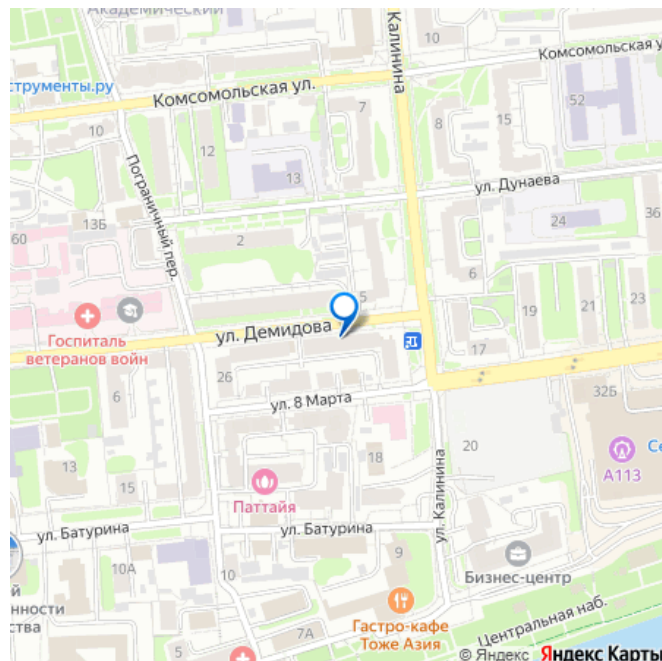 Академический
10
Комсомольская у
струменты.ру
Комсомольская ул.
Калинина
52
7
8
15
10
12
13
Пограничный пер.
ул. Дунаева
13Б
24
36
60
2
6
5
19
21
23
Госпиталь
ветеранов войн
ул. Демидова
17
26
6
ул. 8 Марта
32Б
20
18
13
Се
А113
15
Паттайя
ул. Калинина
ул. Батурина
ул. Батурина
9
10А
10
Бизнес-центр
й
нности
ства
Гастро-кафе
Тоже Азия
7А
5
Центральная наб.
© Яндекс Яндекс Карты